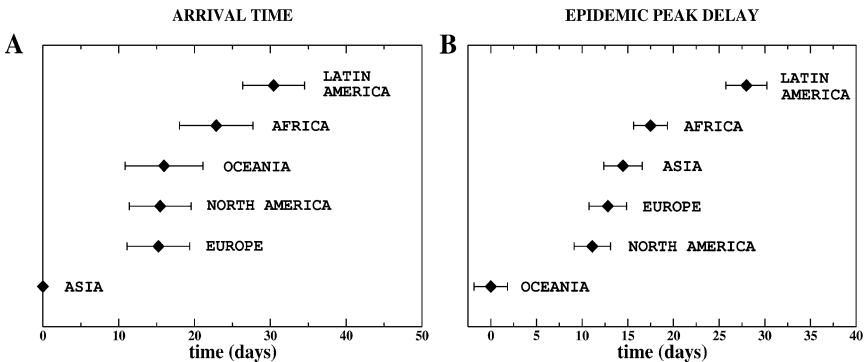 ARRIVAL TIME
A
LATIN
AMERICA
AFRICA
OCEANIA
NORTH AMERICA
EUROPE
ASIA
0 10 20 30 40 50
time (days)
EPIDEMIC PEAK DELAY
B
LATIN
AMERICA
AFRICA
ASIA
EUROPE
NORTH AMERICA
OCEANIA
0 5 10 15 20 25 30 35 40
time (days)